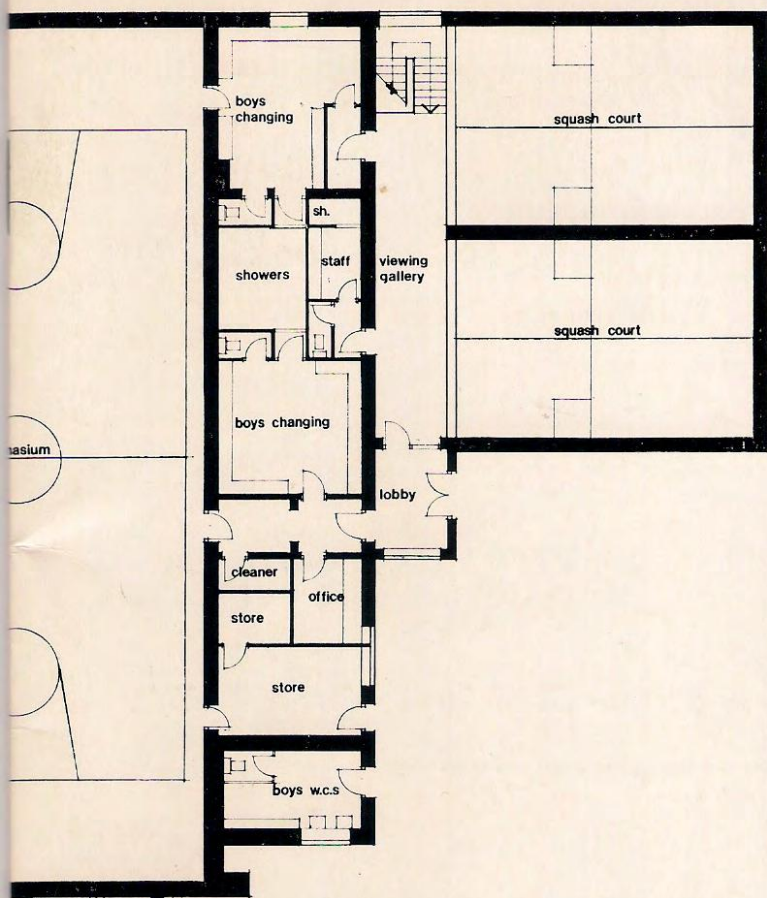 boys
changing
squash court
sh.
showers
staff
viewing
gallery
squash court
boys changing
nasium
lobby
cleaner
office
store
store
boys w.c.s